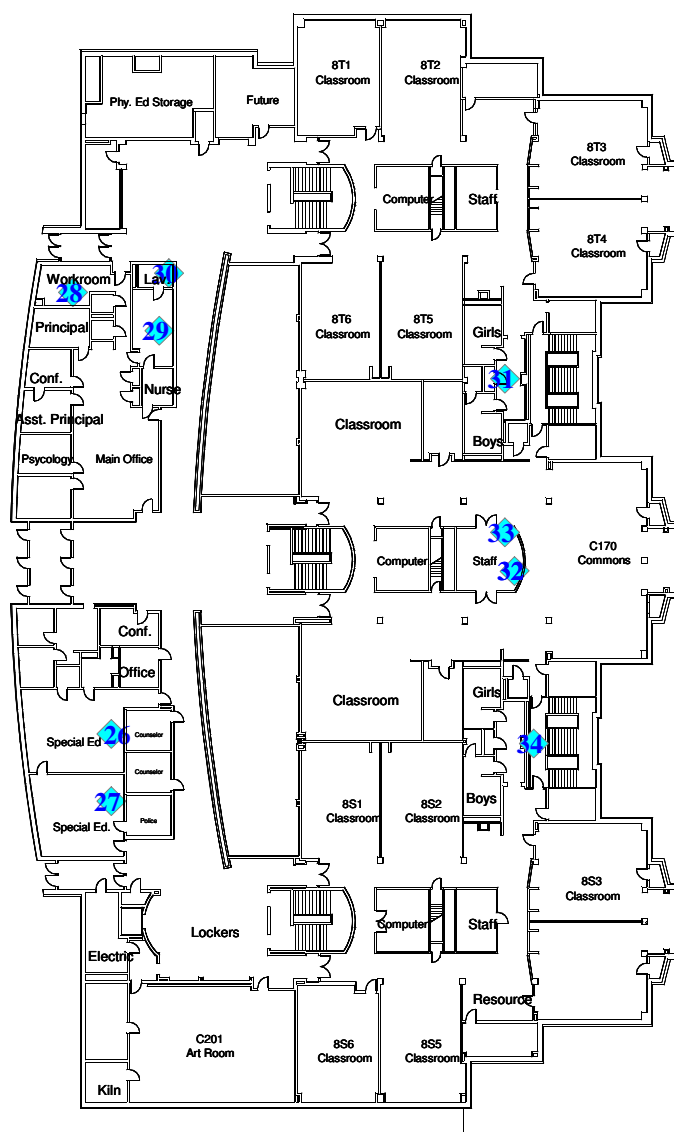 8T1
Classroom
8T2
Classroom
Phy. Ed Storage
Future
8T3
Classroom
Computer
Staff
8T4
Classroom
Workroom
Lav
30
28
Principal
29
8T6
Classroom
8T5
Classroom
Girls
Conf.
Nurse
31
Asst. Principal
Classroom
Boys
Psycology
Main Office
33
C170
Commons
Computer
Staff
32
Conf.
Office
Classroom
Girls
Special Ed
26
Counselor
34
Counselor
27
Special Ed.
Police
8S1
Classroom
8S2
Classroom
Boys
8S3
Classroom
Lockers
Computer
Staff
Electric
Resource
C201
Art Room
8S6
Classroom
8S5
Classroom
Kiln